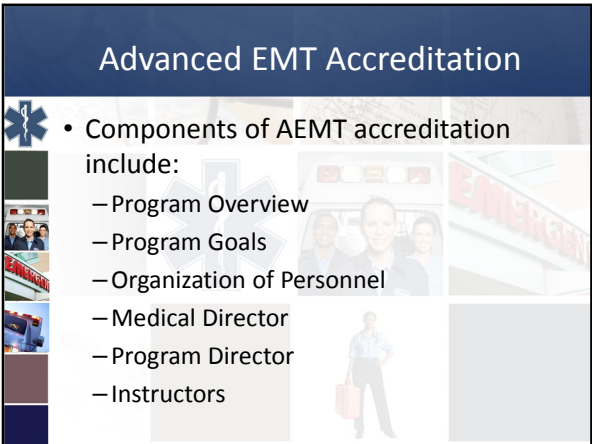 Advanced EMT Accreditation
• Components of AEMT accreditation
include:
–Program Overview
–Program Goals
–Organization of Personnel
–Medical Director
–Program Director
–Instructors
EMERGEN